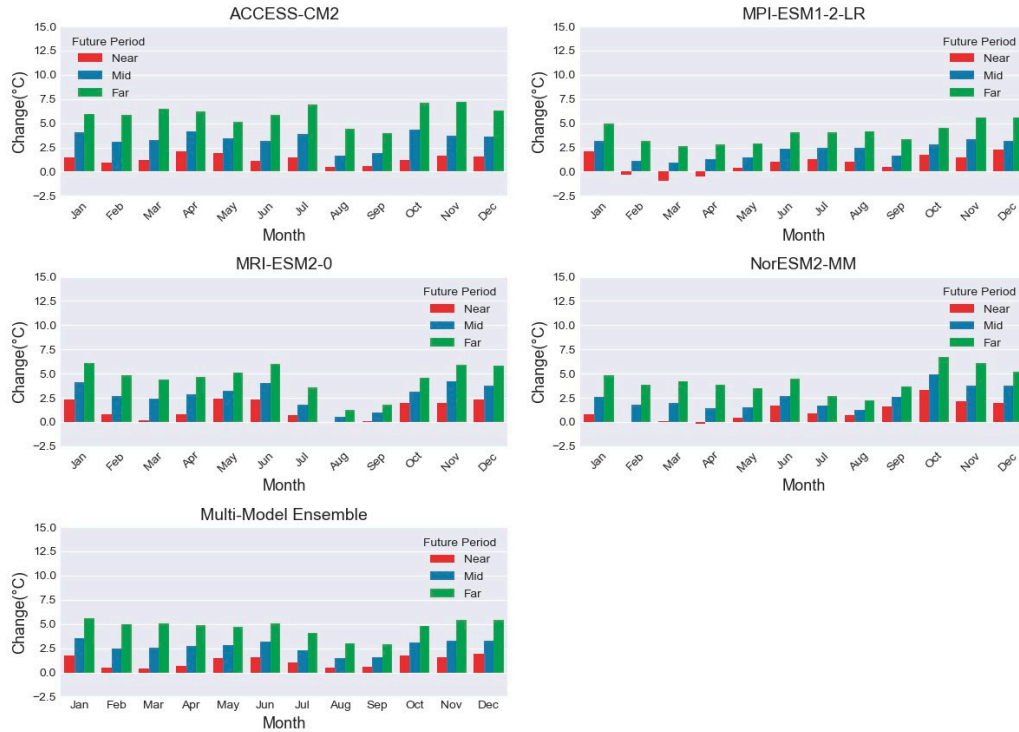 ACCESS-CM2
Change(°C)
15.0
12.5
10.0
7.5
5.0
2.5
0.0
−2.5
Future Period
Near
Mid
Far
Jan Feb Mar Apr May Jun Jul Aug Sep Oct Nov Dec
Month
MPI-ESM1-2-LR
Change(°C)
15.0
12.5
10.0
7.5
5.0
2.5
0.0
−2.5
Future Period
Near
Mid
Far
Jan Feb Mar Apr May Jun Jul Aug Sep Oct Nov Dec
Month
MRI-ESM2-0
Change(°C)
15.0
12.5
10.0
7.5
5.0
2.5
0.0
−2.5
Future Period
Near
Mid
Far
Jan Feb Mar Apr May Jun Jul Aug Sep Oct Nov Dec
Month
NorESM2-MM
Change(°C)
15.0
12.5
10.0
7.5
5.0
2.5
0.0
−2.5
Future Period
Near
Mid
Far
Jan Feb Mar Apr May Jun Jul Aug Sep Oct Nov Dec
Month
Multi-Model Ensemble
Change(°C)
15.0
12.5
10.0
7.5
5.0
2.5
0.0
−2.5
Future Period
Near
Mid
Far
Jan Feb Mar Apr May Jun Jul Aug Sep Oct Nov Dec
Month